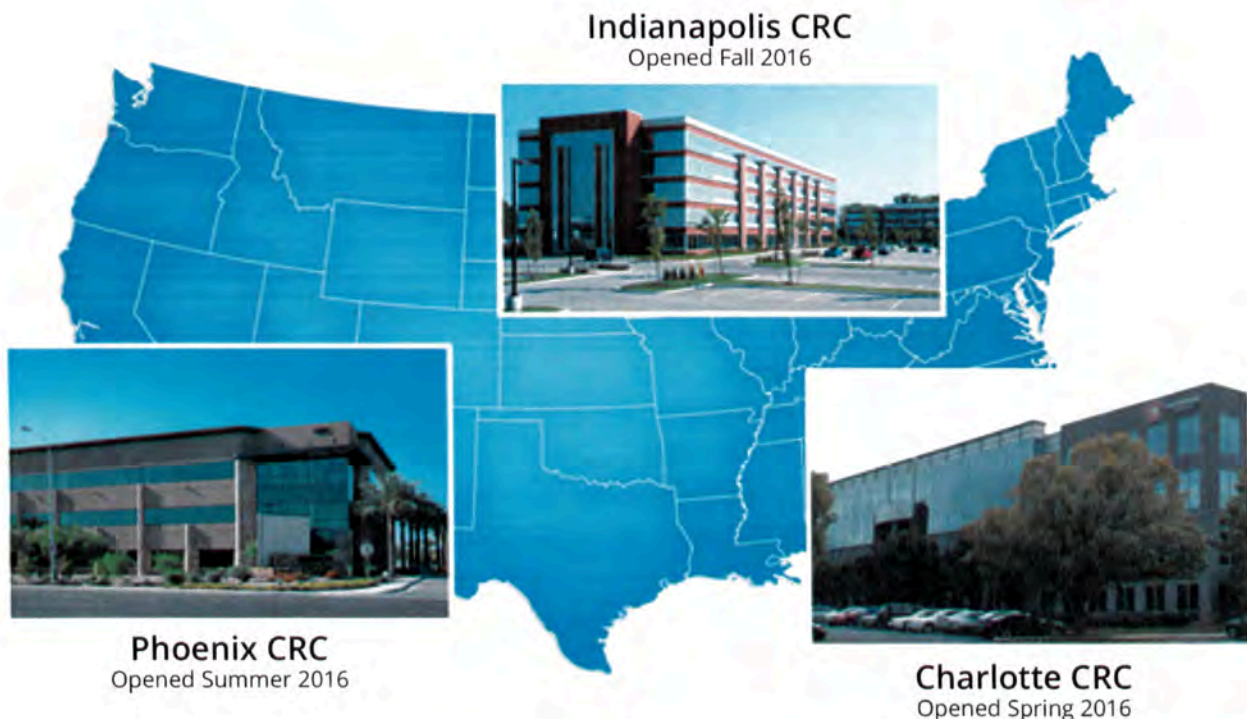 Indianapolis CRC
Opened Fall 2016
Phoenix CRC
Opened Summer 2016
Charlotte CRC
Opened Spring 2016